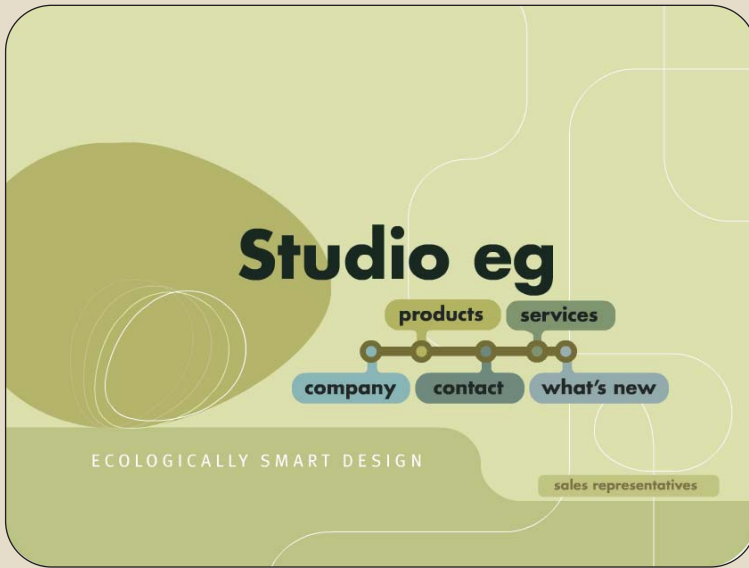 Studio eg
products
services
company
contact
what's new
ECOLOGICALLY SMART DESIGN
sales representatives